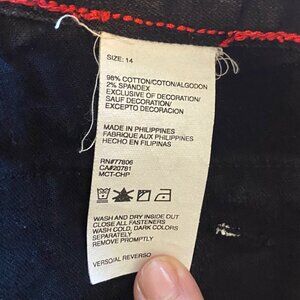 SIZE: 14
98% COTTON/COTON/ALGODON
2% SPANDEX
EXCLUSIVE OF DECORATION/
SAUF DECORATION/
EXCEPTO DECORACION
MADE IN PHILIPPINES
FABRIQUE AUX PHILIPPINES
HECHO EN FILIPINAS
RN#77806
CA#20781
MCT-CHP
WASH AND DRY INSIDE OUT
CLOSE ALL FASTENERS
WASH COLD, DARK COLORS
SEPARATELY
REMOVE PROMPTLY
VERSO/AL REVERSO